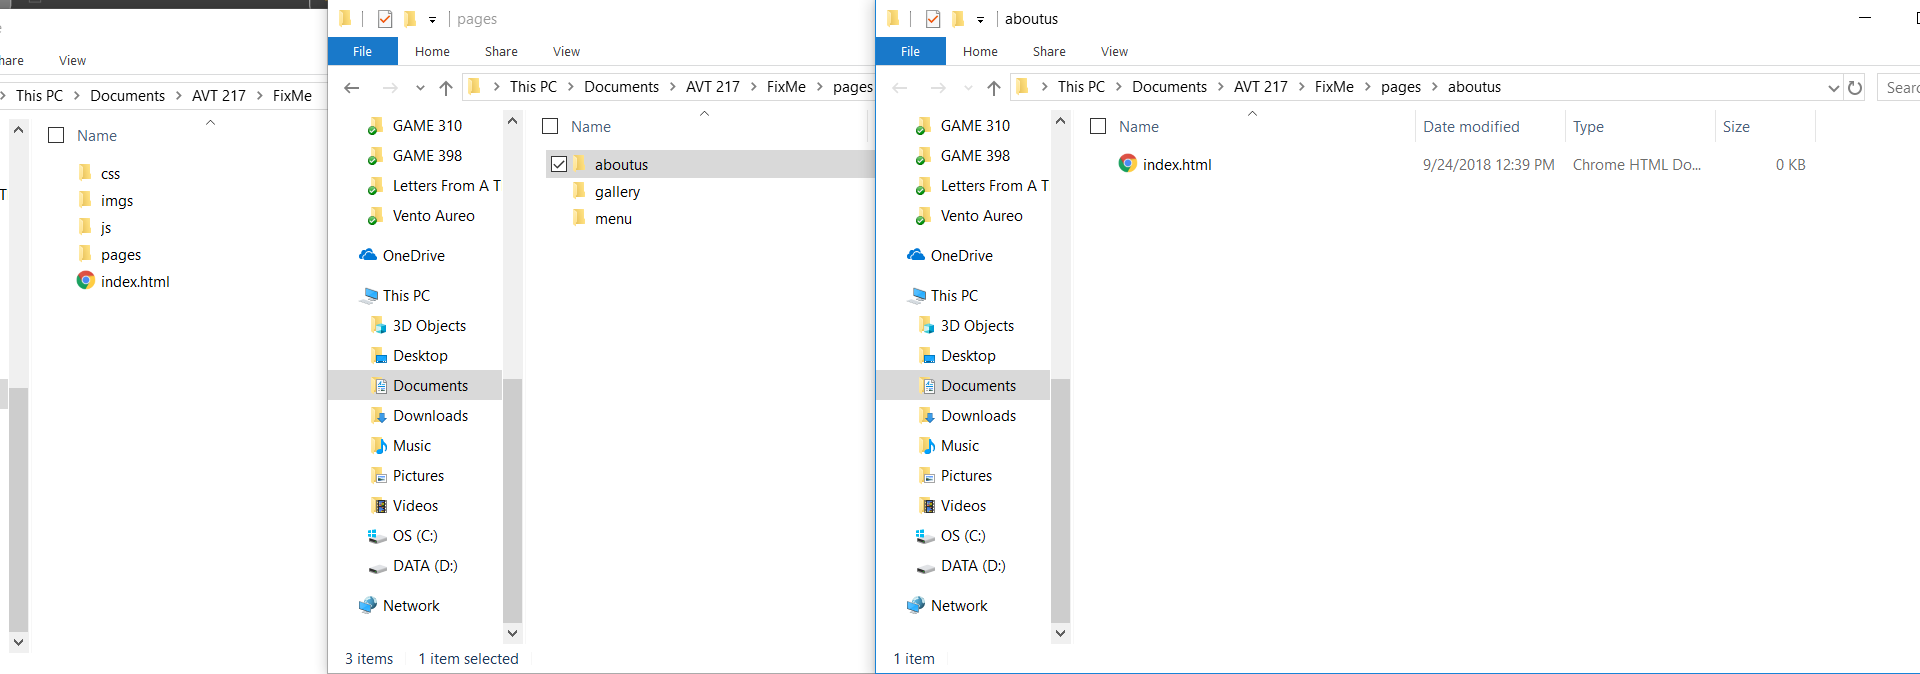 hare View
This PC Documents AVT 217 FixMe
Name
T
css
imgs
js
pages
index.html
pages
File Home Share View
This PC Documents AVT 217 FixMe pages
GAME 310
GAME 398
Letters From A T
Vento Aureo
OneDrive
This PC
3D Objects
Desktop
Documents
Downloads
Music
Pictures
Videos
OS (C:)
DATA (D:)
Network
Name
aboutus
gallery
menu
3 items 1 item selected
aboutus
File Home Share View
This PC Documents AVT 217 FixMe pages aboutus
Searc
GAME 310
GAME 398
Letters From A T
Vento Aureo
OneDrive
This PC
3D Objects
Desktop
Documents
Downloads
Music
Pictures
Videos
OS (C:)
DATA (D:)
Network
Name Date modified Type Size
index.html 9/24/2018 12:39 PM Chrome HTML Do... 0 KB
1 item